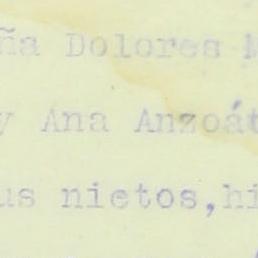 ña Dolores M
y Ana Anzoát
us nietos,hi